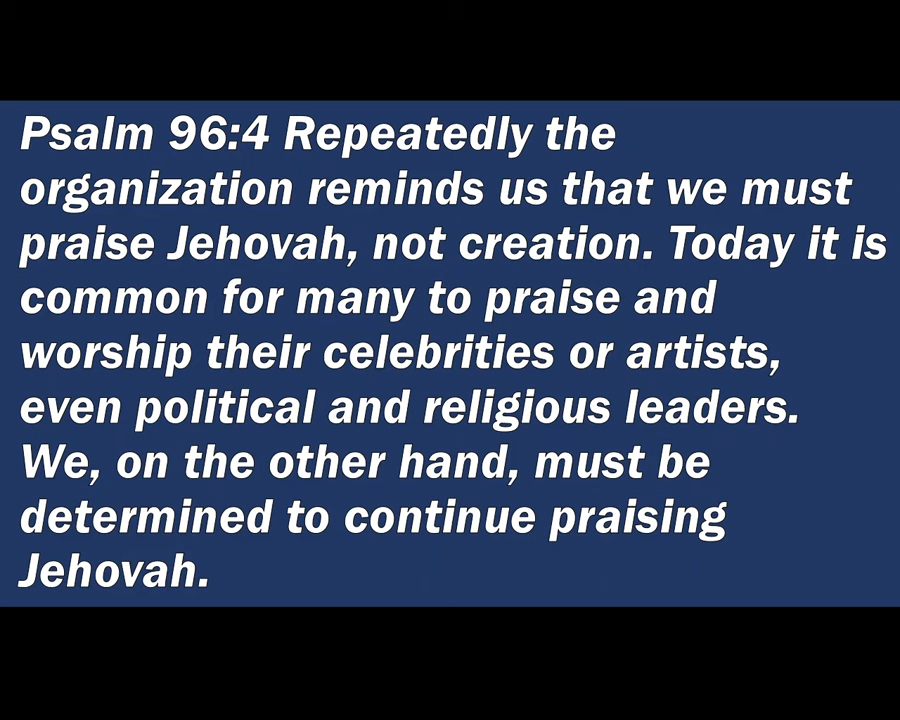 Psalm 96:4 Repeatedly the
organization reminds us that we must
praise Jehovah, not creation. Today it is
common for many to praise and
worship their celebrities or artists,
even political and religious leaders.
We, on the other hand, must be
determined to continue praising
Jehovah.